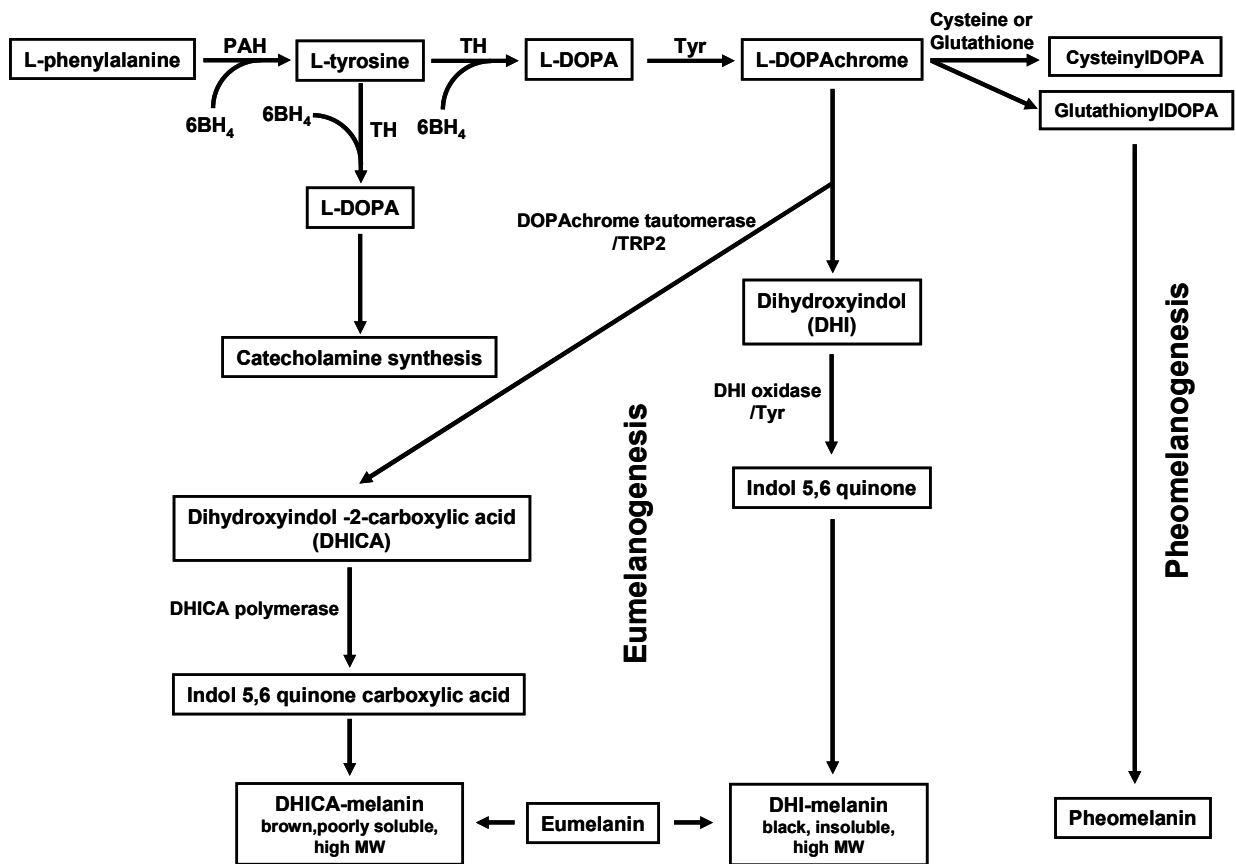 L-phenylalanine
PAH
6BH4
L-tyrosine
TH
6BH4
L-DOPA
Tyr
L-DOPAchrome
Cysteine or
Glutathione
CysteinylDOPA
GlutathionylDOPA
6BH4
TH
L-DOPA
Catecholamine synthesis
DOPAchrome tautomerase
/TRP2
Dihydroxyindol
(DHI)
DHI oxidase
/Tyr
Indol 5,6 quinone
Eumelanogenesis
Pheomelanogenesis
Dihydroxyindol -2-carboxylic acid
(DHICA)
DHICA polymerase
Indol 5,6 quinone carboxylic acid
DHICA-melanin
brown,poorly soluble,
high MW
Eumelanin
DHI-melanin
black, insoluble,
high MW
Pheomelanin